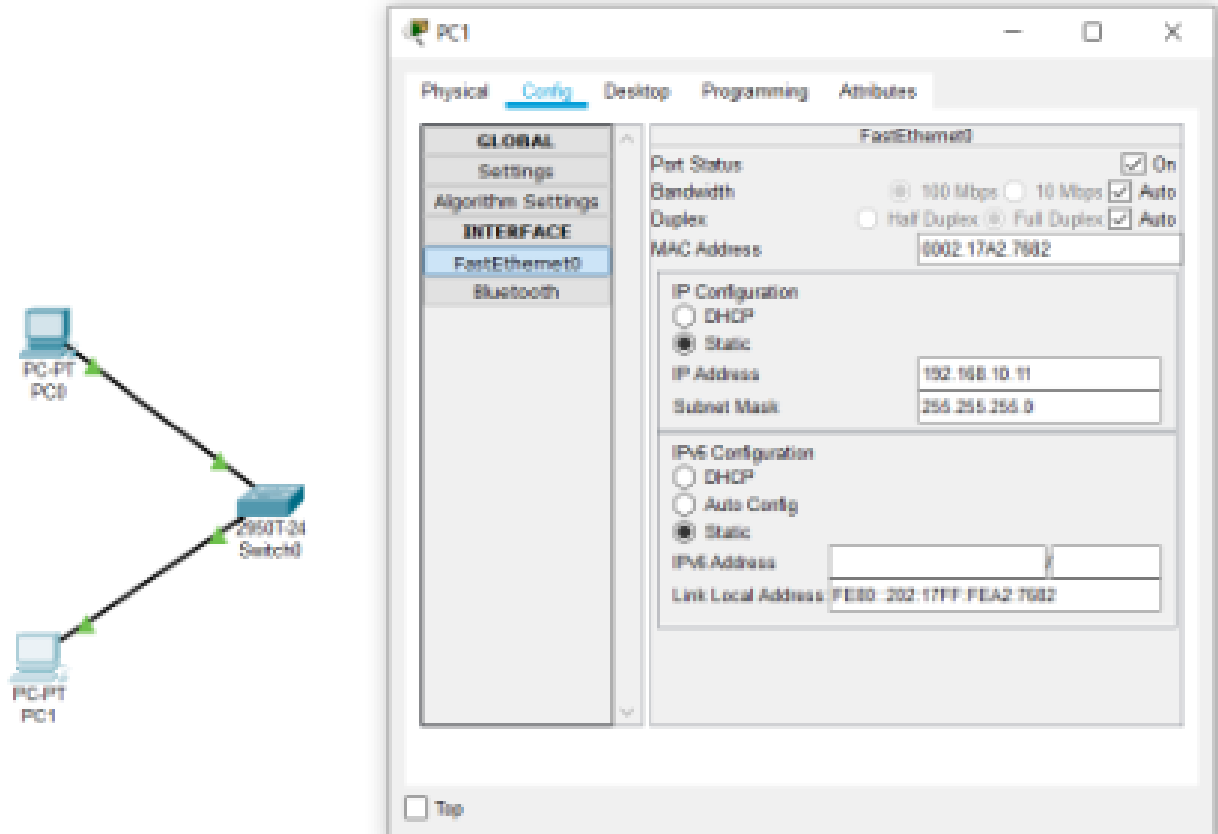 PC1
Physical Config Desktop Programming Attributes
GLOBAL
Settings
Algorithm Settings
INTERFACE
FastEthernet0
Bluetooth
FastEthernet0
Port Status On
Bandwidth 100 Mbps 10 Mbps Auto
Duplex Half Duplex Full Duplex Auto
MAC Address 0002.17A2.7682
IP Configuration
DHCP
Static
IP Address 192.168.10.11
Subnet Mask 255.255.255.0
IPv6 Configuration
DHCP
Auto Config
Static
IPv6 Address /
Link Local Address FE80::202:17FF:FEA2:7682
Top
PC-PT
PC0
2950T-24
Switch0
PC-PT
PC1